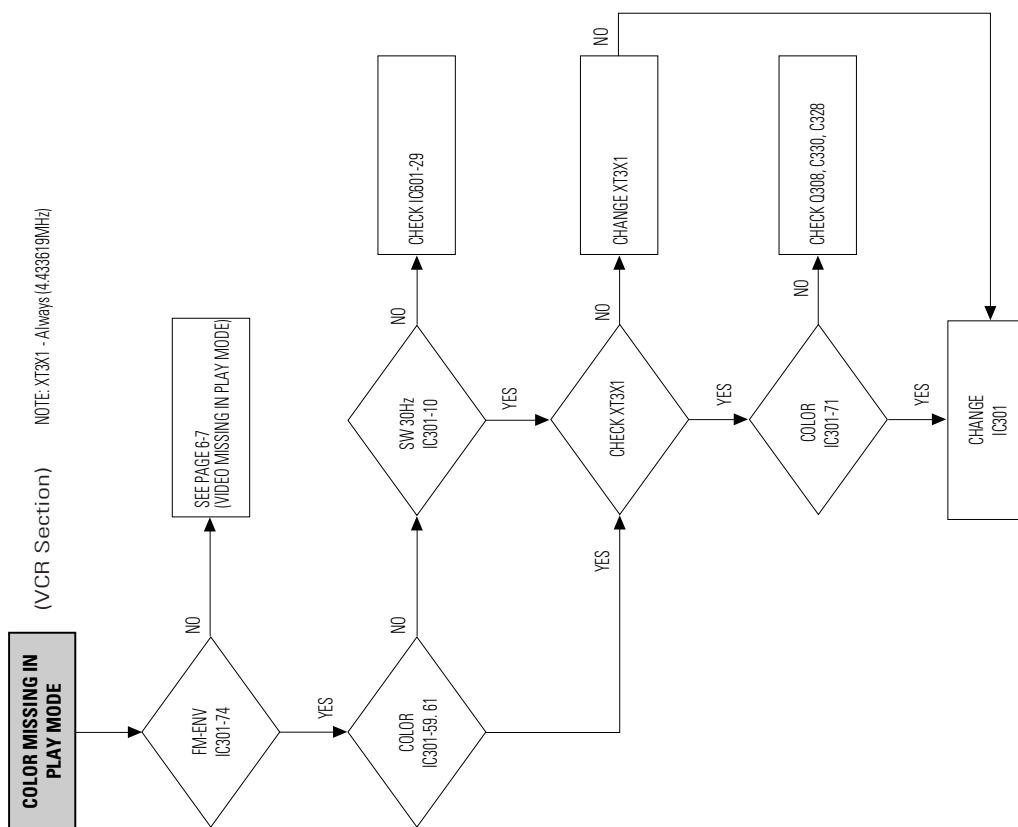 COLOR MISSING IN
PLAY MODE
(VCR Section)
NOTE: XT3X1 - Always (4.433619MHz)
FM-ENV
IC301-74
NO
SEE PAGE 6-7
(VIDEO MISSING IN PLAY MODE)
YES
COLOR
IC301-59. 61
NO
SW 30Hz
IC301-10
NO
CHECK IC601-29
YES
YES
CHECK XT3X1
NO
CHANGE XT3X1
NO
YES
COLOR
IC301-71
NO
CHECK Q308, C330, C328
YES
CHANGE
IC301